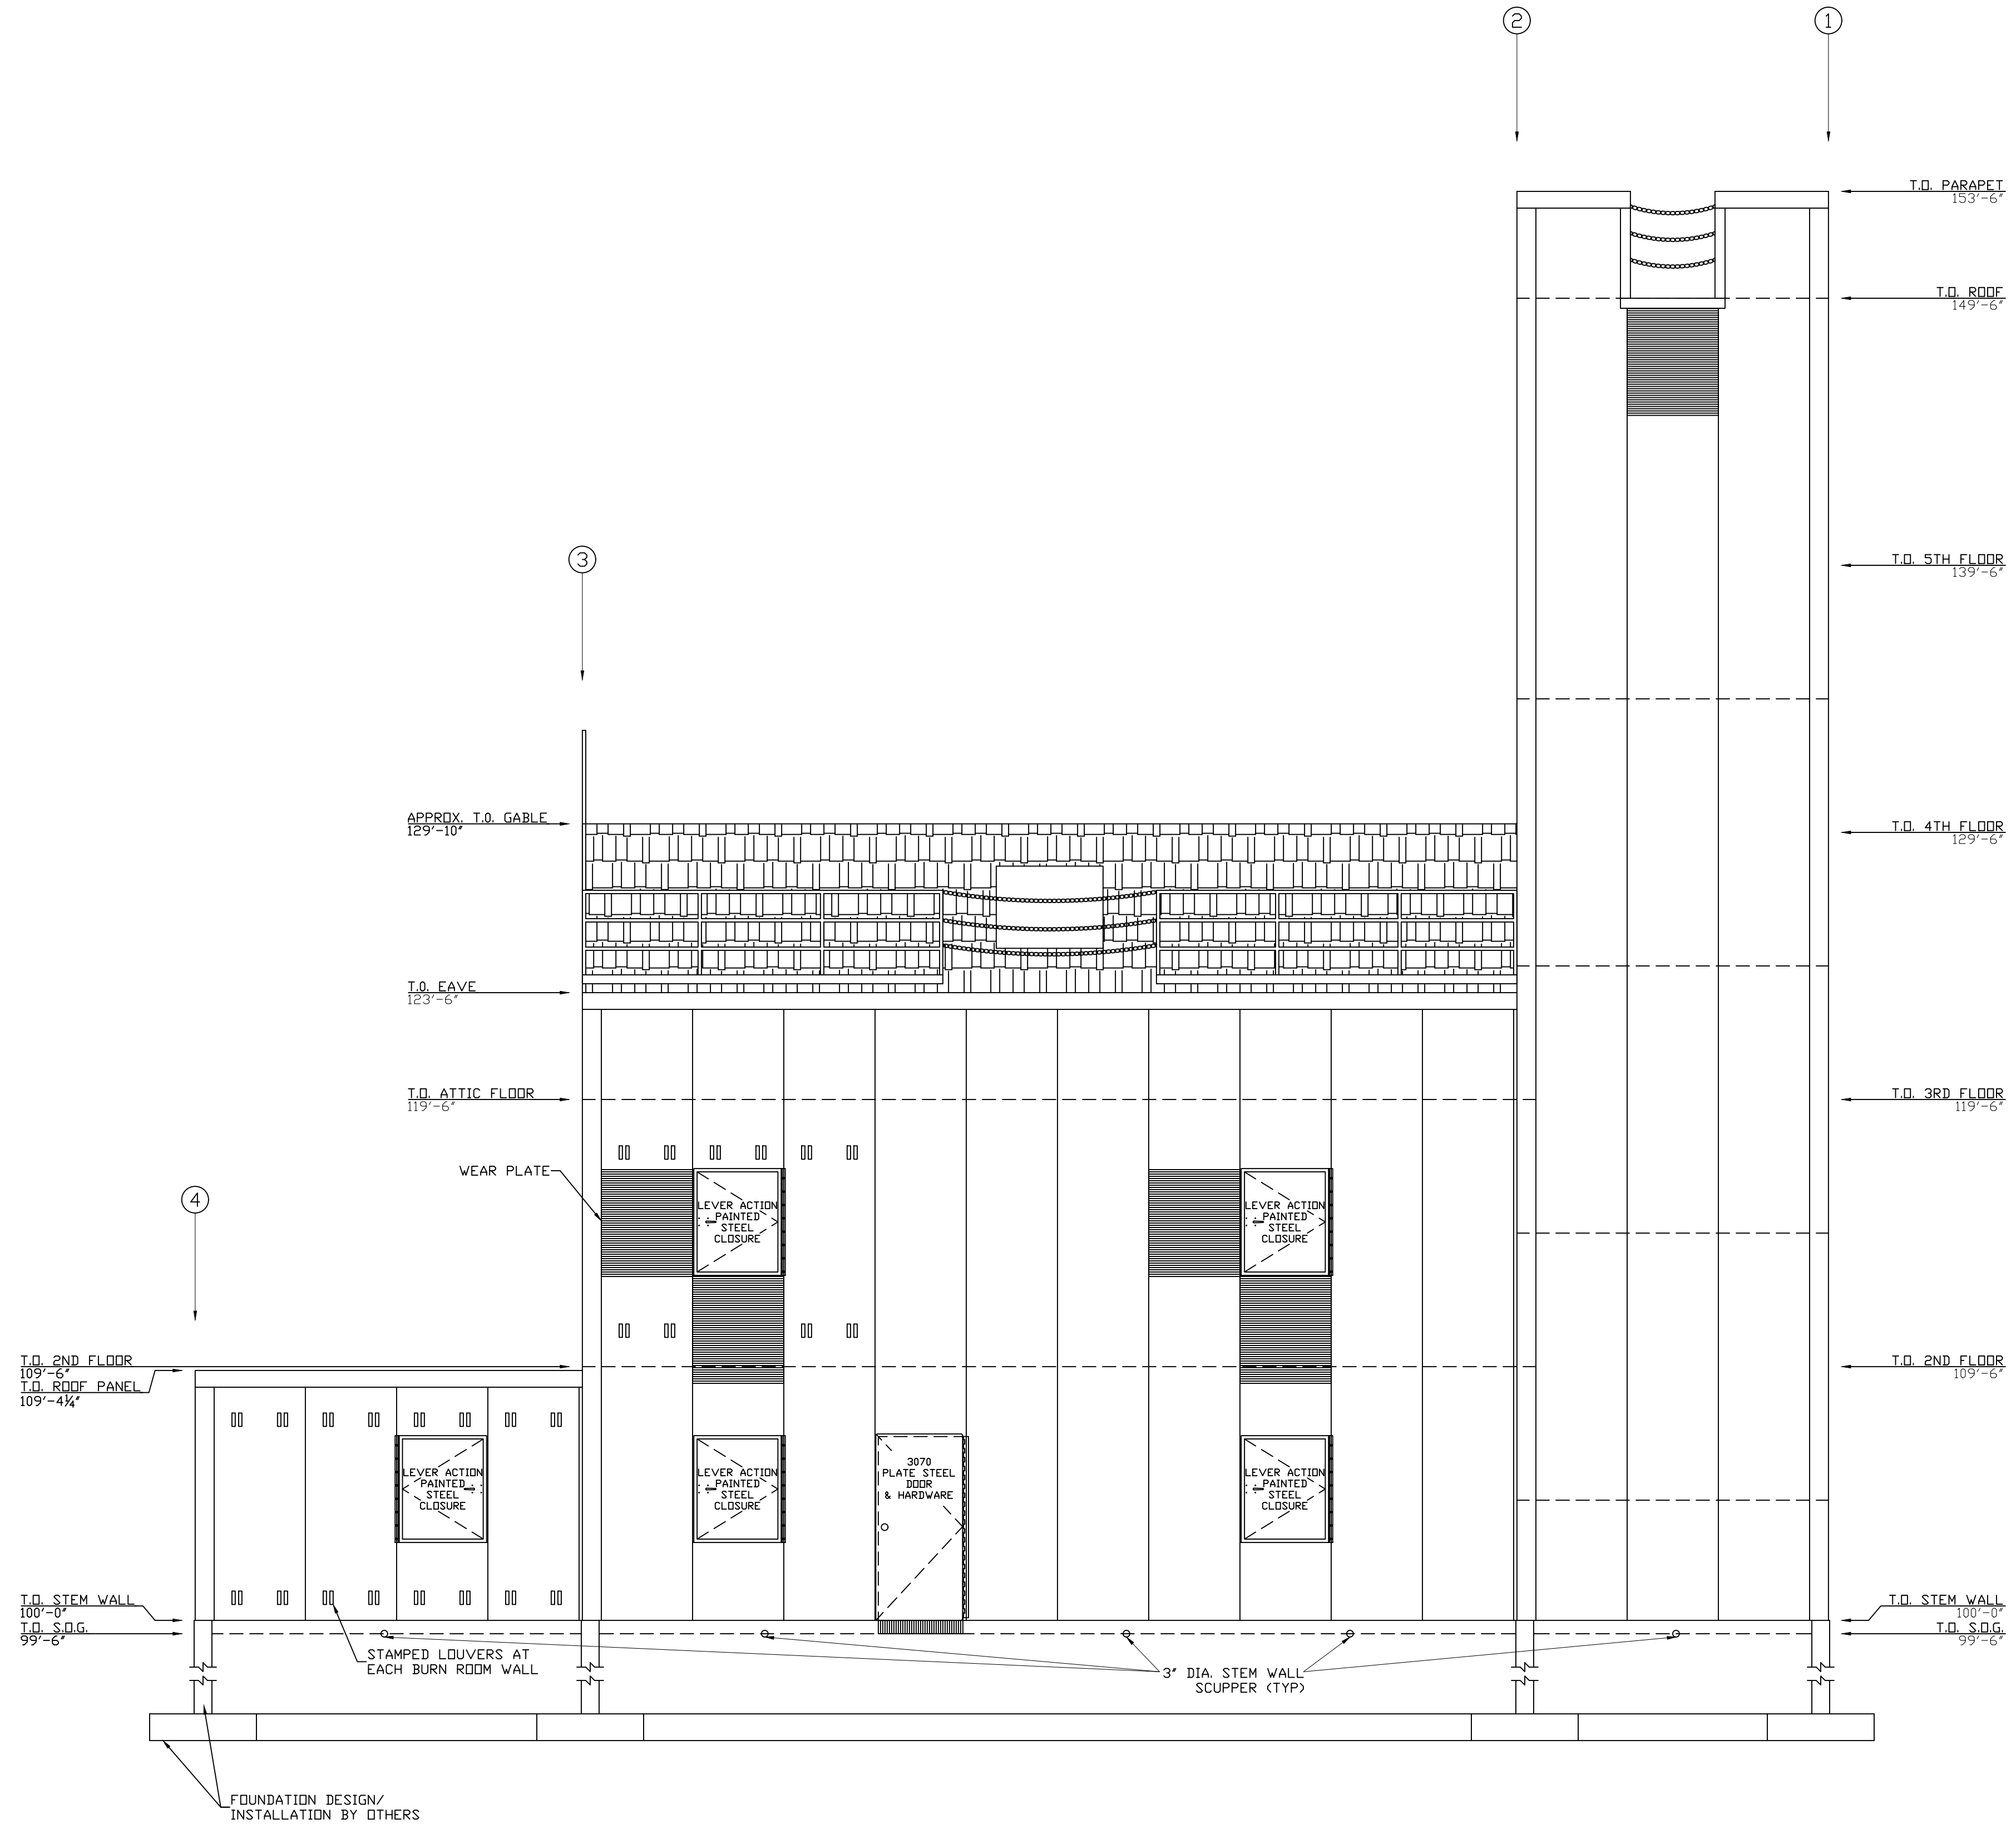 2
1
T.O. PARAPET
153'-6"
T.O. ROOF
149'-6"
3
T.O. 5TH FLOOR
139'-6"
APPROX. T.O. GABLE
129'-10"
T.O. 4TH FLOOR
129'-6"
T.O. EAVE
123'-6"
T.O. ATTIC FLOOR
119'-6"
T.O. 3RD FLOOR
119'-6"
WEAR PLATE
4
LEVER ACTION
PAINTED
STEEL
CLOSURE
LEVER ACTION
PAINTED
STEEL
CLOSURE
T.O. 2ND FLOOR
109'-6"
T.O. ROOF PANEL
109'-4¼"
T.O. 2ND FLOOR
109'-6"
LEVER ACTION
PAINTED
STEEL
CLOSURE
LEVER ACTION
PAINTED
STEEL
CLOSURE
3070
PLATE STEEL
DOOR
& HARDWARE
LEVER ACTION
PAINTED
STEEL
CLOSURE
T.O. STEM WALL
100'-0"
T.O. S.O.G.
99'-6"
T.O. STEM WALL
100'-0"
T.O. S.O.G.
99'-6"
STAMPED LOUVERS AT
EACH BURN ROOM WALL
3" DIA. STEM WALL
SCUPPER (TYP)
FOUNDATION DESIGN/
INSTALLATION BY OTHERS